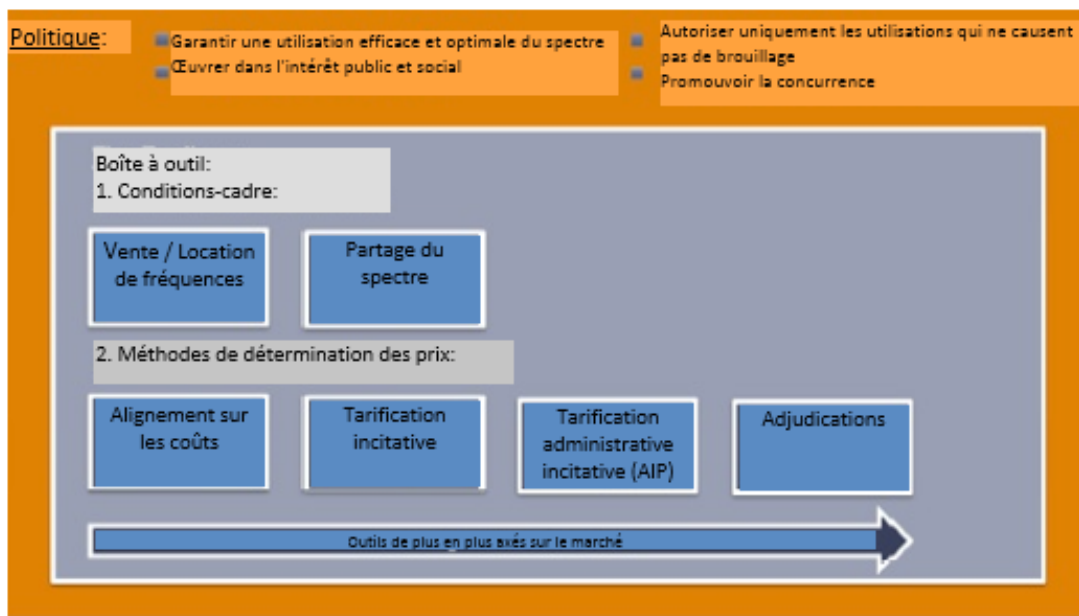 Politique:
Garantir une utilisation efficace et optimale du spectre
Œuvrer dans l'intérêt public et social
Autoriser uniquement les utilisations qui ne causent
pas de brouillage
Promouvoir la concurrence
Boîte à outil:
1. Conditions-cadre:
Vente / Location
de fréquences
Partage du
spectre
2. Méthodes de détermination des prix:
Alignement sur
les coûts
Tarification
incitative
Tarification
administrative
incitative (AIP)
Adjudications
Outils de plus en plus axés sur le marché